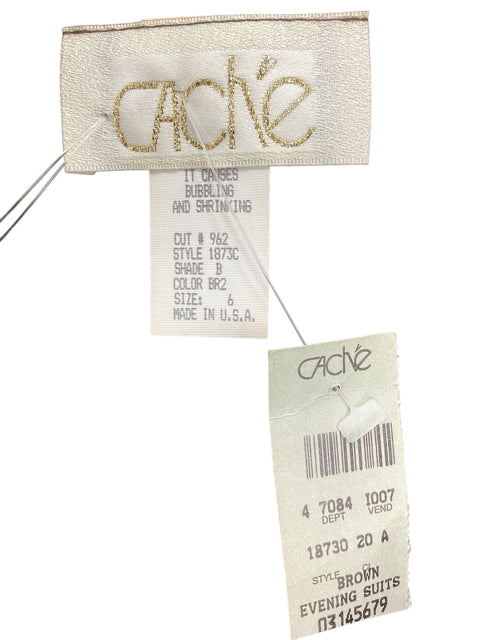 CACHÉ
IT CAUSES
BUBBLING
AND SHRINKING
CUT # 962
STYLE 1873C
SHADE B
COLOR BR2
SIZE: 6
MADE IN U.S.A.
CACHÉ
4 7084 1007
DEPT VEND
18730 20 A
STYLE
BROWN
EVENING SUITS
03145679